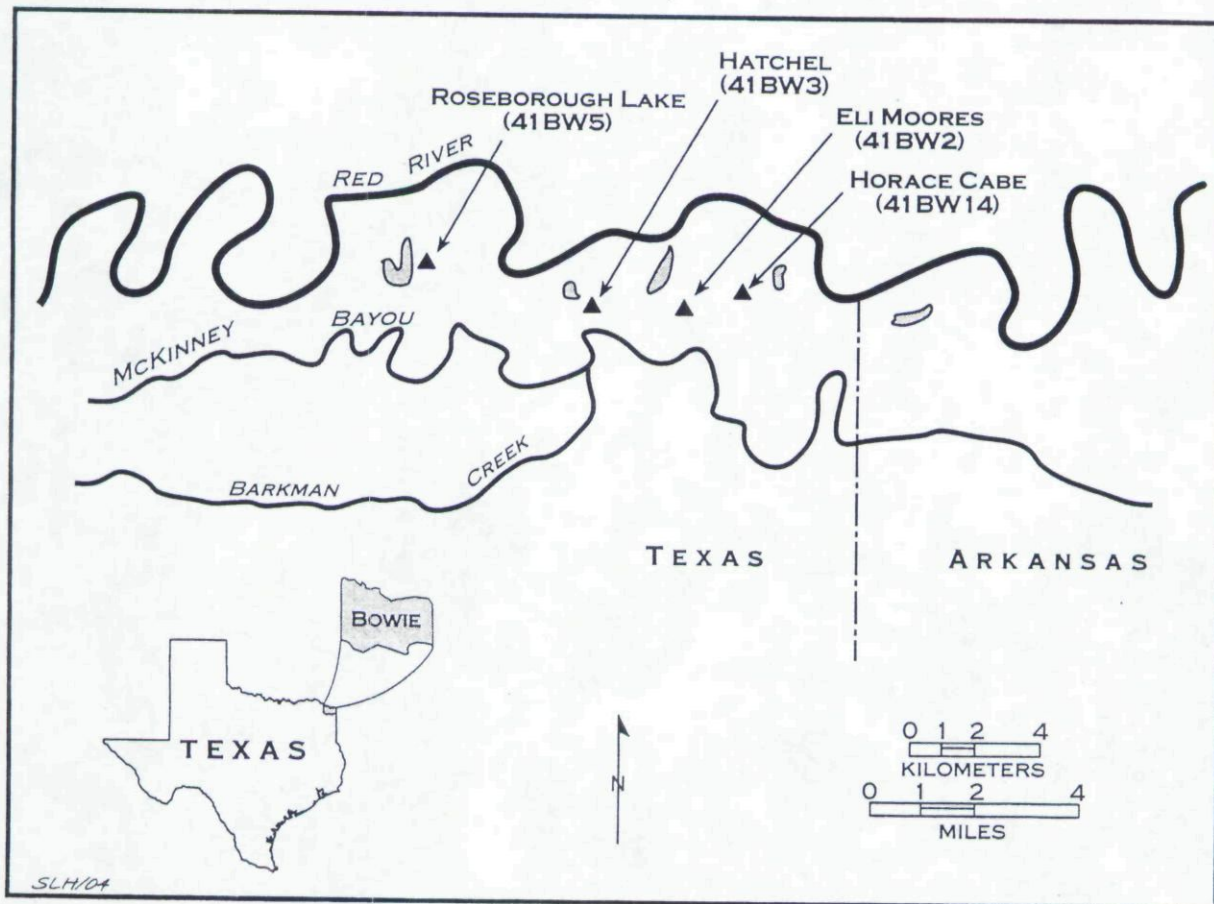 HATCHEL
(41BW3)
ROSEBOROUGH LAKE
(41BW5)
ELI MOORES
(41BW2)
HORACE CABE
(41BW14)
RED RIVER
MCKINNEY BAYOU
BARKMAN CREEK
TEXAS
ARKANSAS
BOWIE
TEXAS
N
0 1 2 4
KILOMETERS
0 1 2 4
MILES
SLH/04